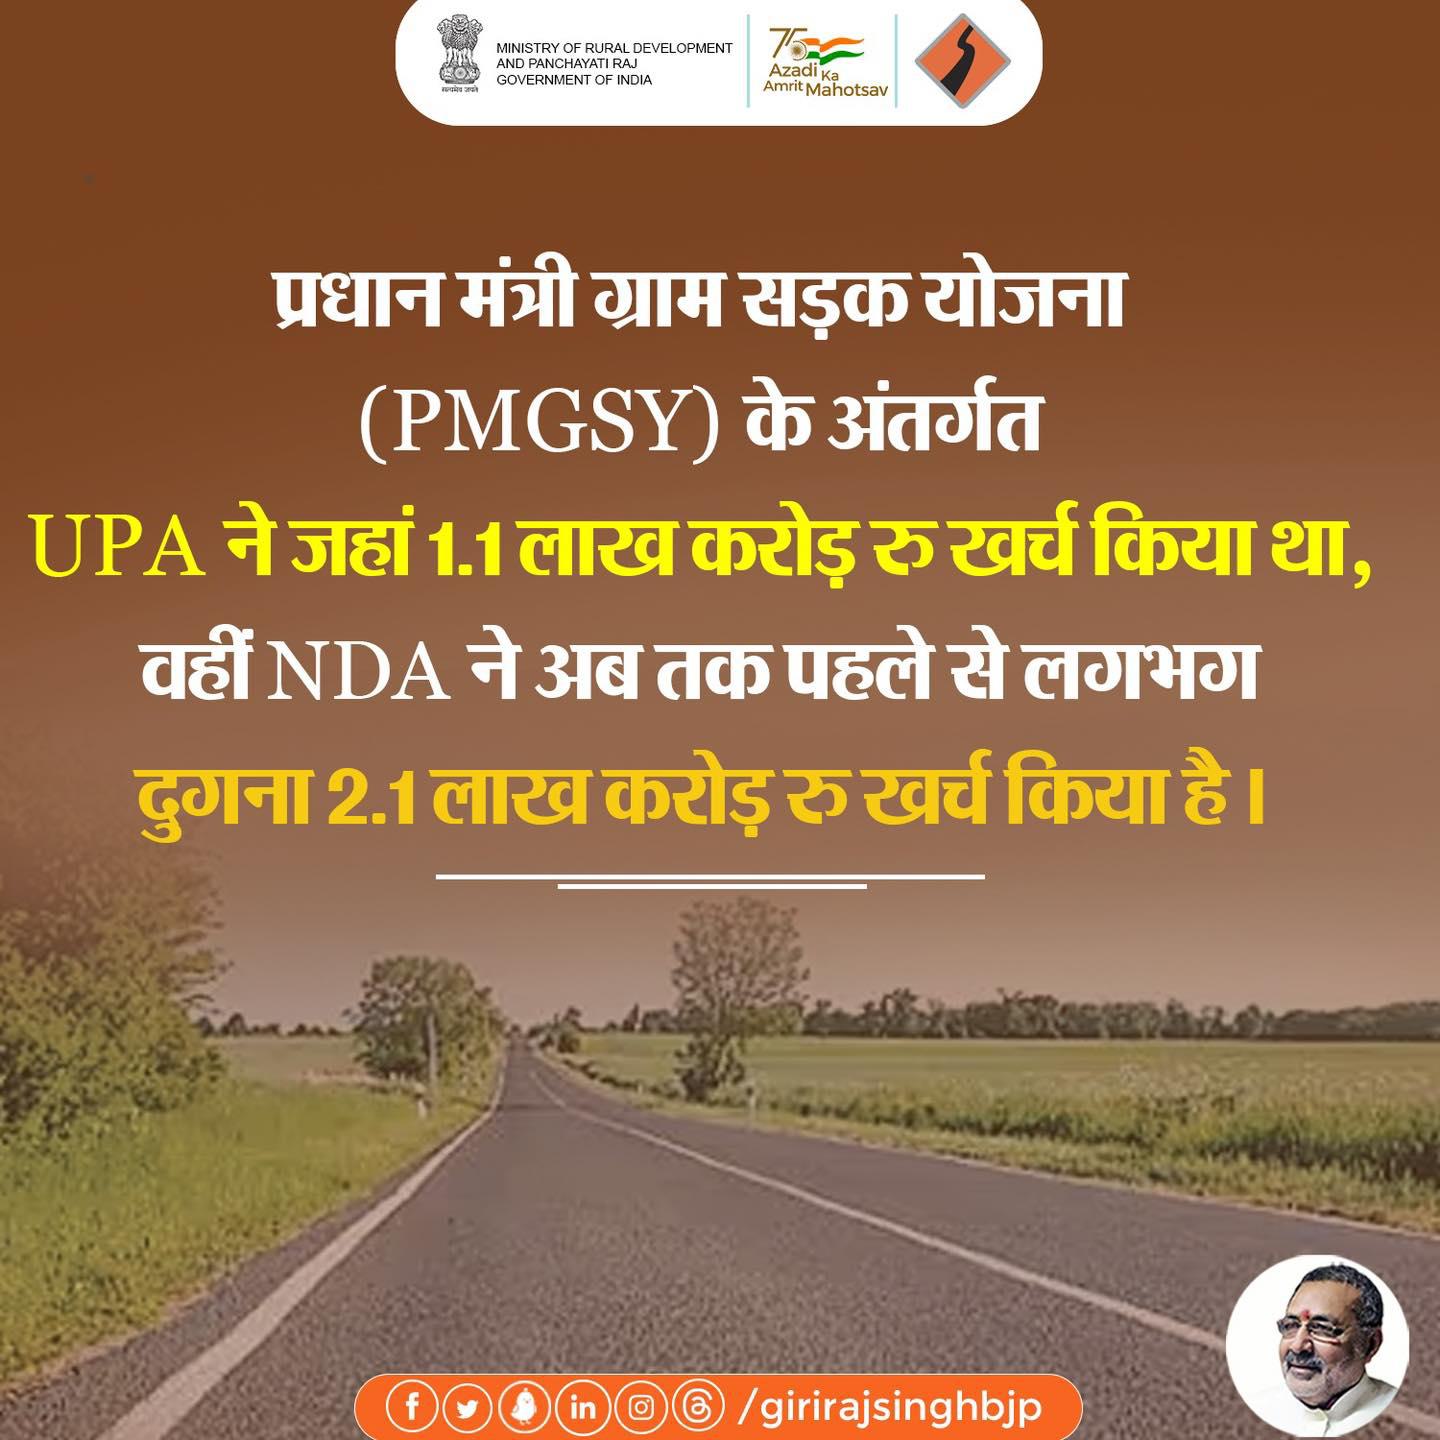 सत्यमेव जयते
MINISTRY OF RURAL DEVELOPMENT
AND PANCHAYATI RAJ
GOVERNMENT OF INDIA
75
Azadi Ka
Amrit Mahotsav
प्रधान मंत्री ग्राम सड़क योजना
(PMGSY) के अंतर्गत
UPA ने जहां 1.1 लाख करोड़ रु खर्च किया था,
वहीं NDA ने अब तक पहले से लगभग
दुगना 2.1 लाख करोड़ रु खर्च किया है।
/girirajsinghbjp